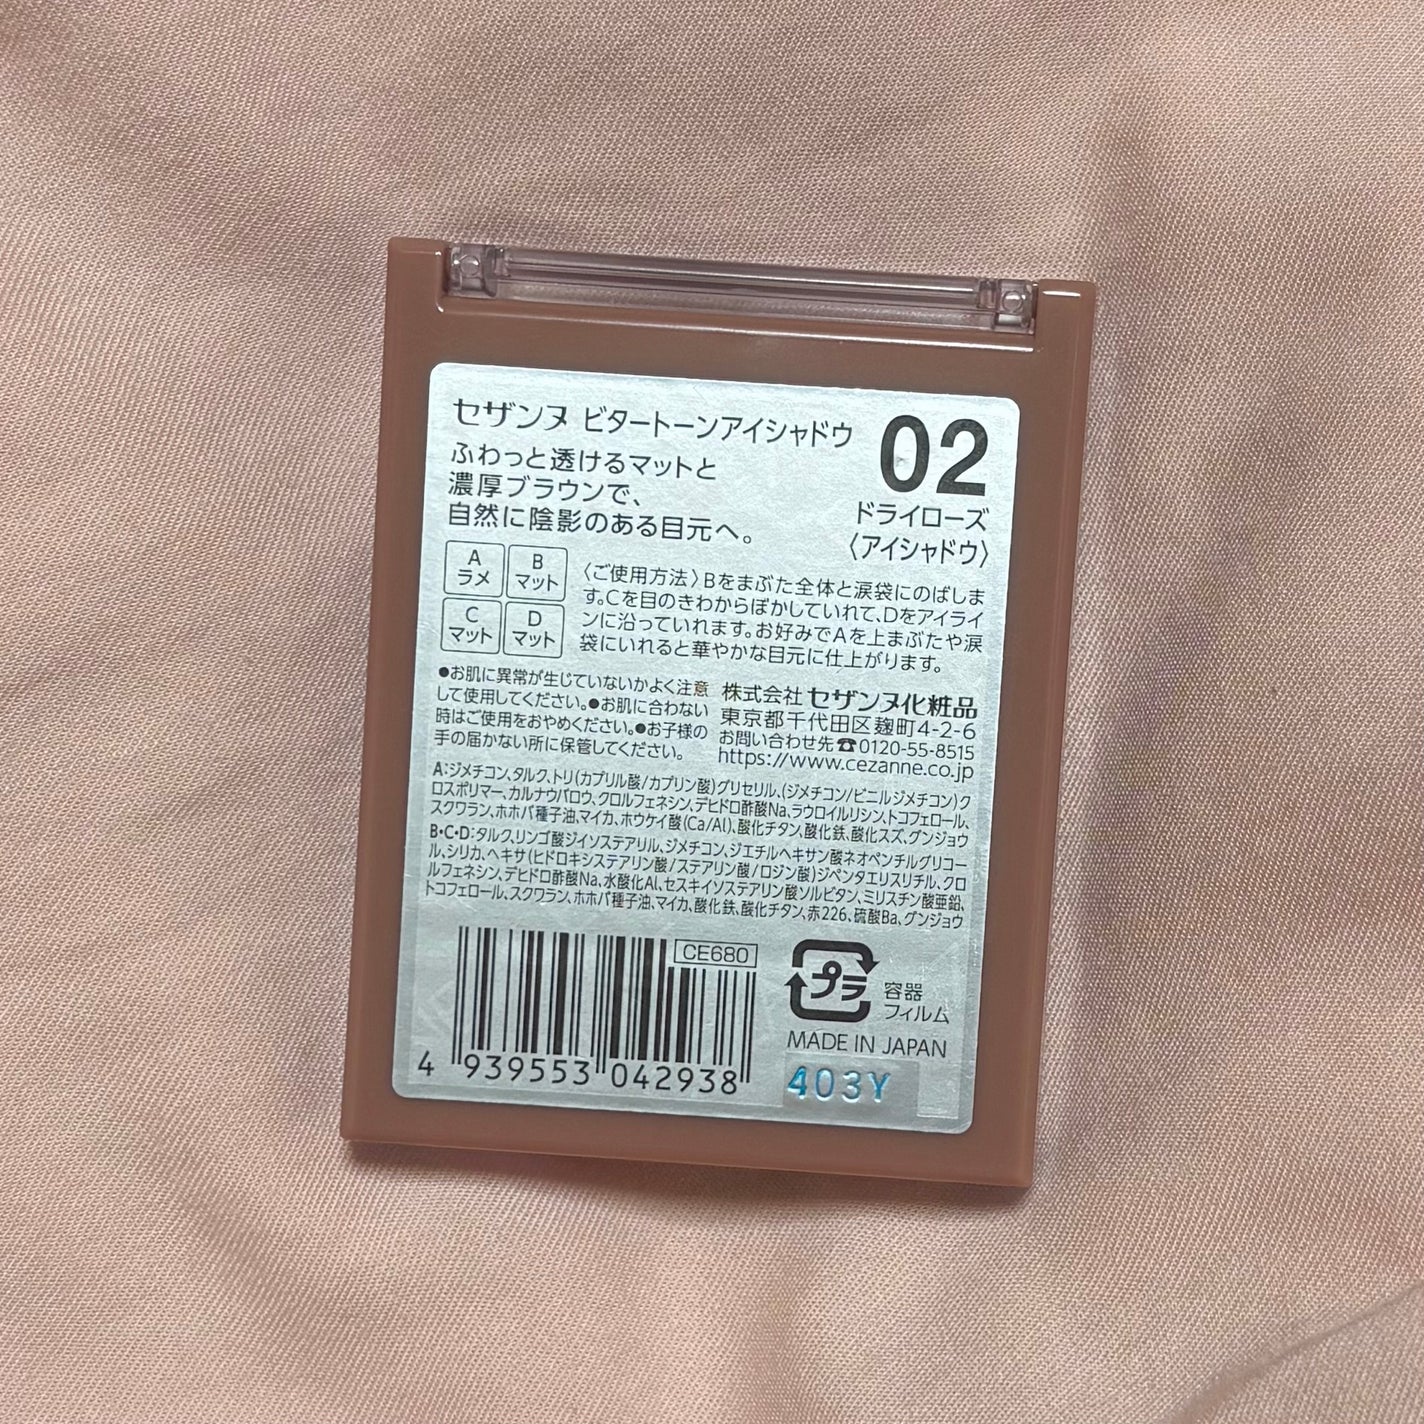 セザンヌ ビタートーンアイシャドウ
ふわっと透けるマットと
濃厚ブラウンで、
自然に陰影のある目元へ。
02
ドライローズ
〈アイシャドウ〉
A
ラメ
B
マット
C
マット
D
マット
〈ご使用方法〉Bをまぶた全体と涙袋にのばしま
す。Cを目のきわからぼかしていれて、Dをアイライ
ンに沿っていれます。お好みでAを上まぶたや涙
袋にいれると華やかな目元に仕上がります。
●お肌に異常が生じていないかよく注意
して使用してください。●お肌に合わない
時はご使用をおやめください。●お子様の
手の届かない所に保管してください。
株式会社 セザンヌ化粧品
東京都千代田区麹町4-2-6
お問い合わせ先☎0120-55-8515
https://www.cezanne.co.jp
A:ジメチコン、タルク、トリ(カプリル酸/カプリン酸)グリセリル、(ジメチコン/ビニルジメチコン)ク
ロスポリマー、カルナウバロウ、クロルフェネシン、デヒドロ酢酸Na、ラウロイルリシン、トコフェロール、
スクワラン、ホホバ種子油、マイカ、ホウケイ酸(Ca/Al)、酸化チタン、酸化鉄、酸化スズ、グンジョウ
B・C・D:タルク、リンゴ酸ジイソステアリル、ジメチコン、ジエチルヘキサン酸ネオペンチルグリコー
ル、シリカ、ヘキサ(ヒドロキシステアリン酸/ステアリン酸/ロジン酸)ジペンタエリスリチル、クロ
ルフェネシン、デヒドロ酢酸Na、水酸化Al、セスキイソステアリン酸ソルビタン、ミリスチン酸亜鉛、
トコフェロール、スクワラン、ホホバ種子油、マイカ、酸化鉄、酸化チタン、赤226、硫酸Ba、グンジョウ
CE680
4 939553 042938
プラ
容器
フィルム
MADE IN JAPAN
403Y